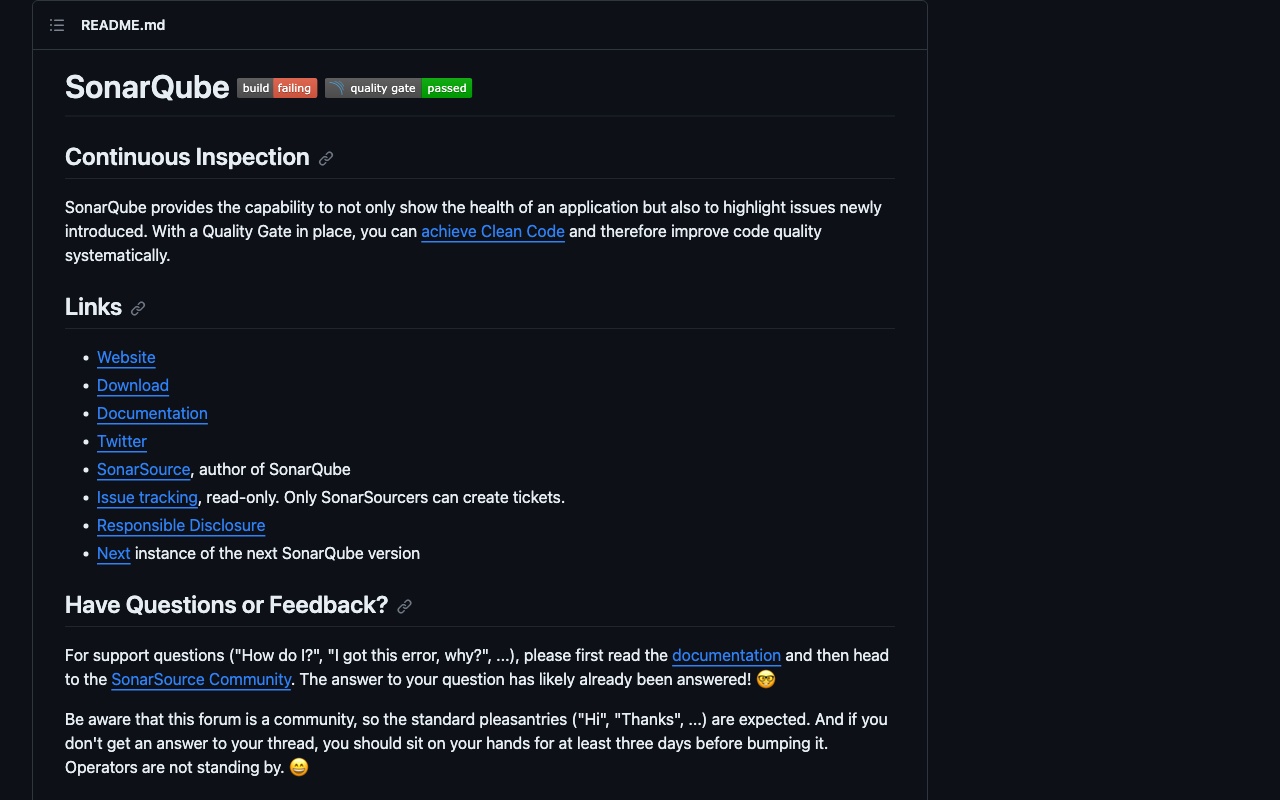 README.md
SonarQube build failing quality gate passed
Continuous Inspection
SonarQube provides the capability to not only show the health of an application but also to highlight issues newly
introduced. With a Quality Gate in place, you can achieve Clean Code and therefore improve code quality
systematically.
Links
• Website
• Download
• Documentation
• Twitter
• SonarSource, author of SonarQube
• Issue tracking, read-only. Only SonarSourcers can create tickets.
• Responsible Disclosure
• Next instance of the next SonarQube version
Have Questions or Feedback?
For support questions ("How do I?", "I got this error, why?", ...), please first read the documentation and then head
to the SonarSource Community. The answer to your question has likely already been answered! 🤓
Be aware that this forum is a community, so the standard pleasantries ("Hi", "Thanks", ...) are expected. And if you
don't get an answer to your thread, you should sit on your hands for at least three days before bumping it.
Operators are not standing by. 😄